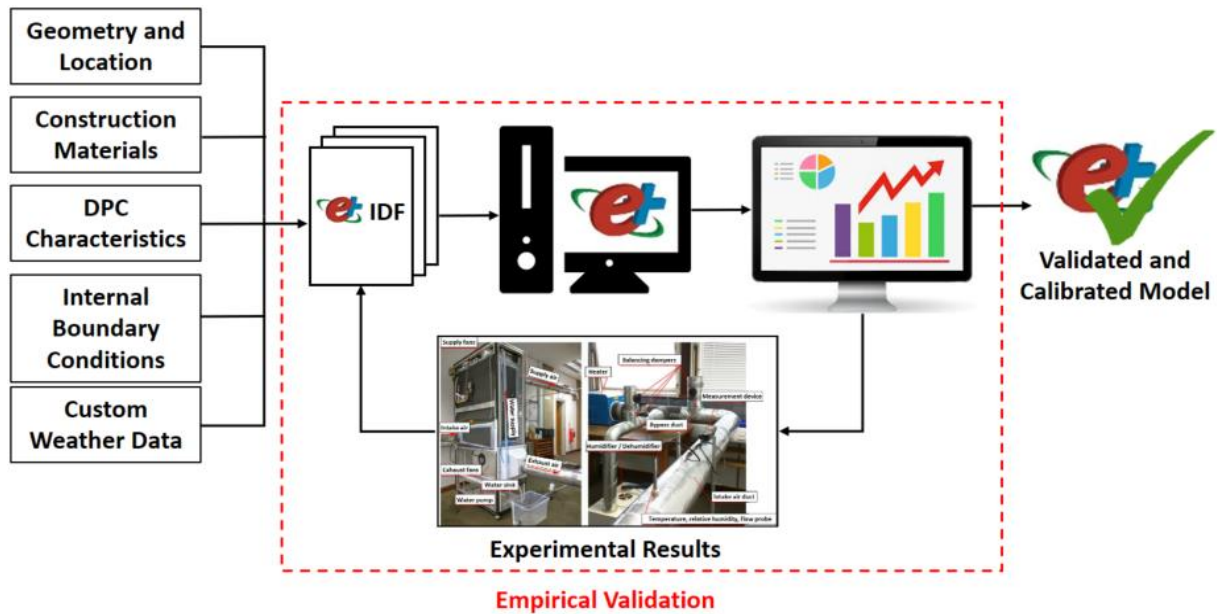 Geometry and
Location
Construction
Materials
DPC
Characteristics
Internal
Boundary
Conditions
Custom
Weather Data
e+ IDF
e+
e+
Validated and
Calibrated Model
Supply fans
Supply air
Water supply
Intake air
Exhaust air
Exhaust fans
Water sink
Water pump
Balancing dampers
Heater
Measurement device
Bypass duct
Humidifier / Dehumidifier
Intake air duct
Temperature, relative humidity, flow probe
Experimental Results
Empirical Validation